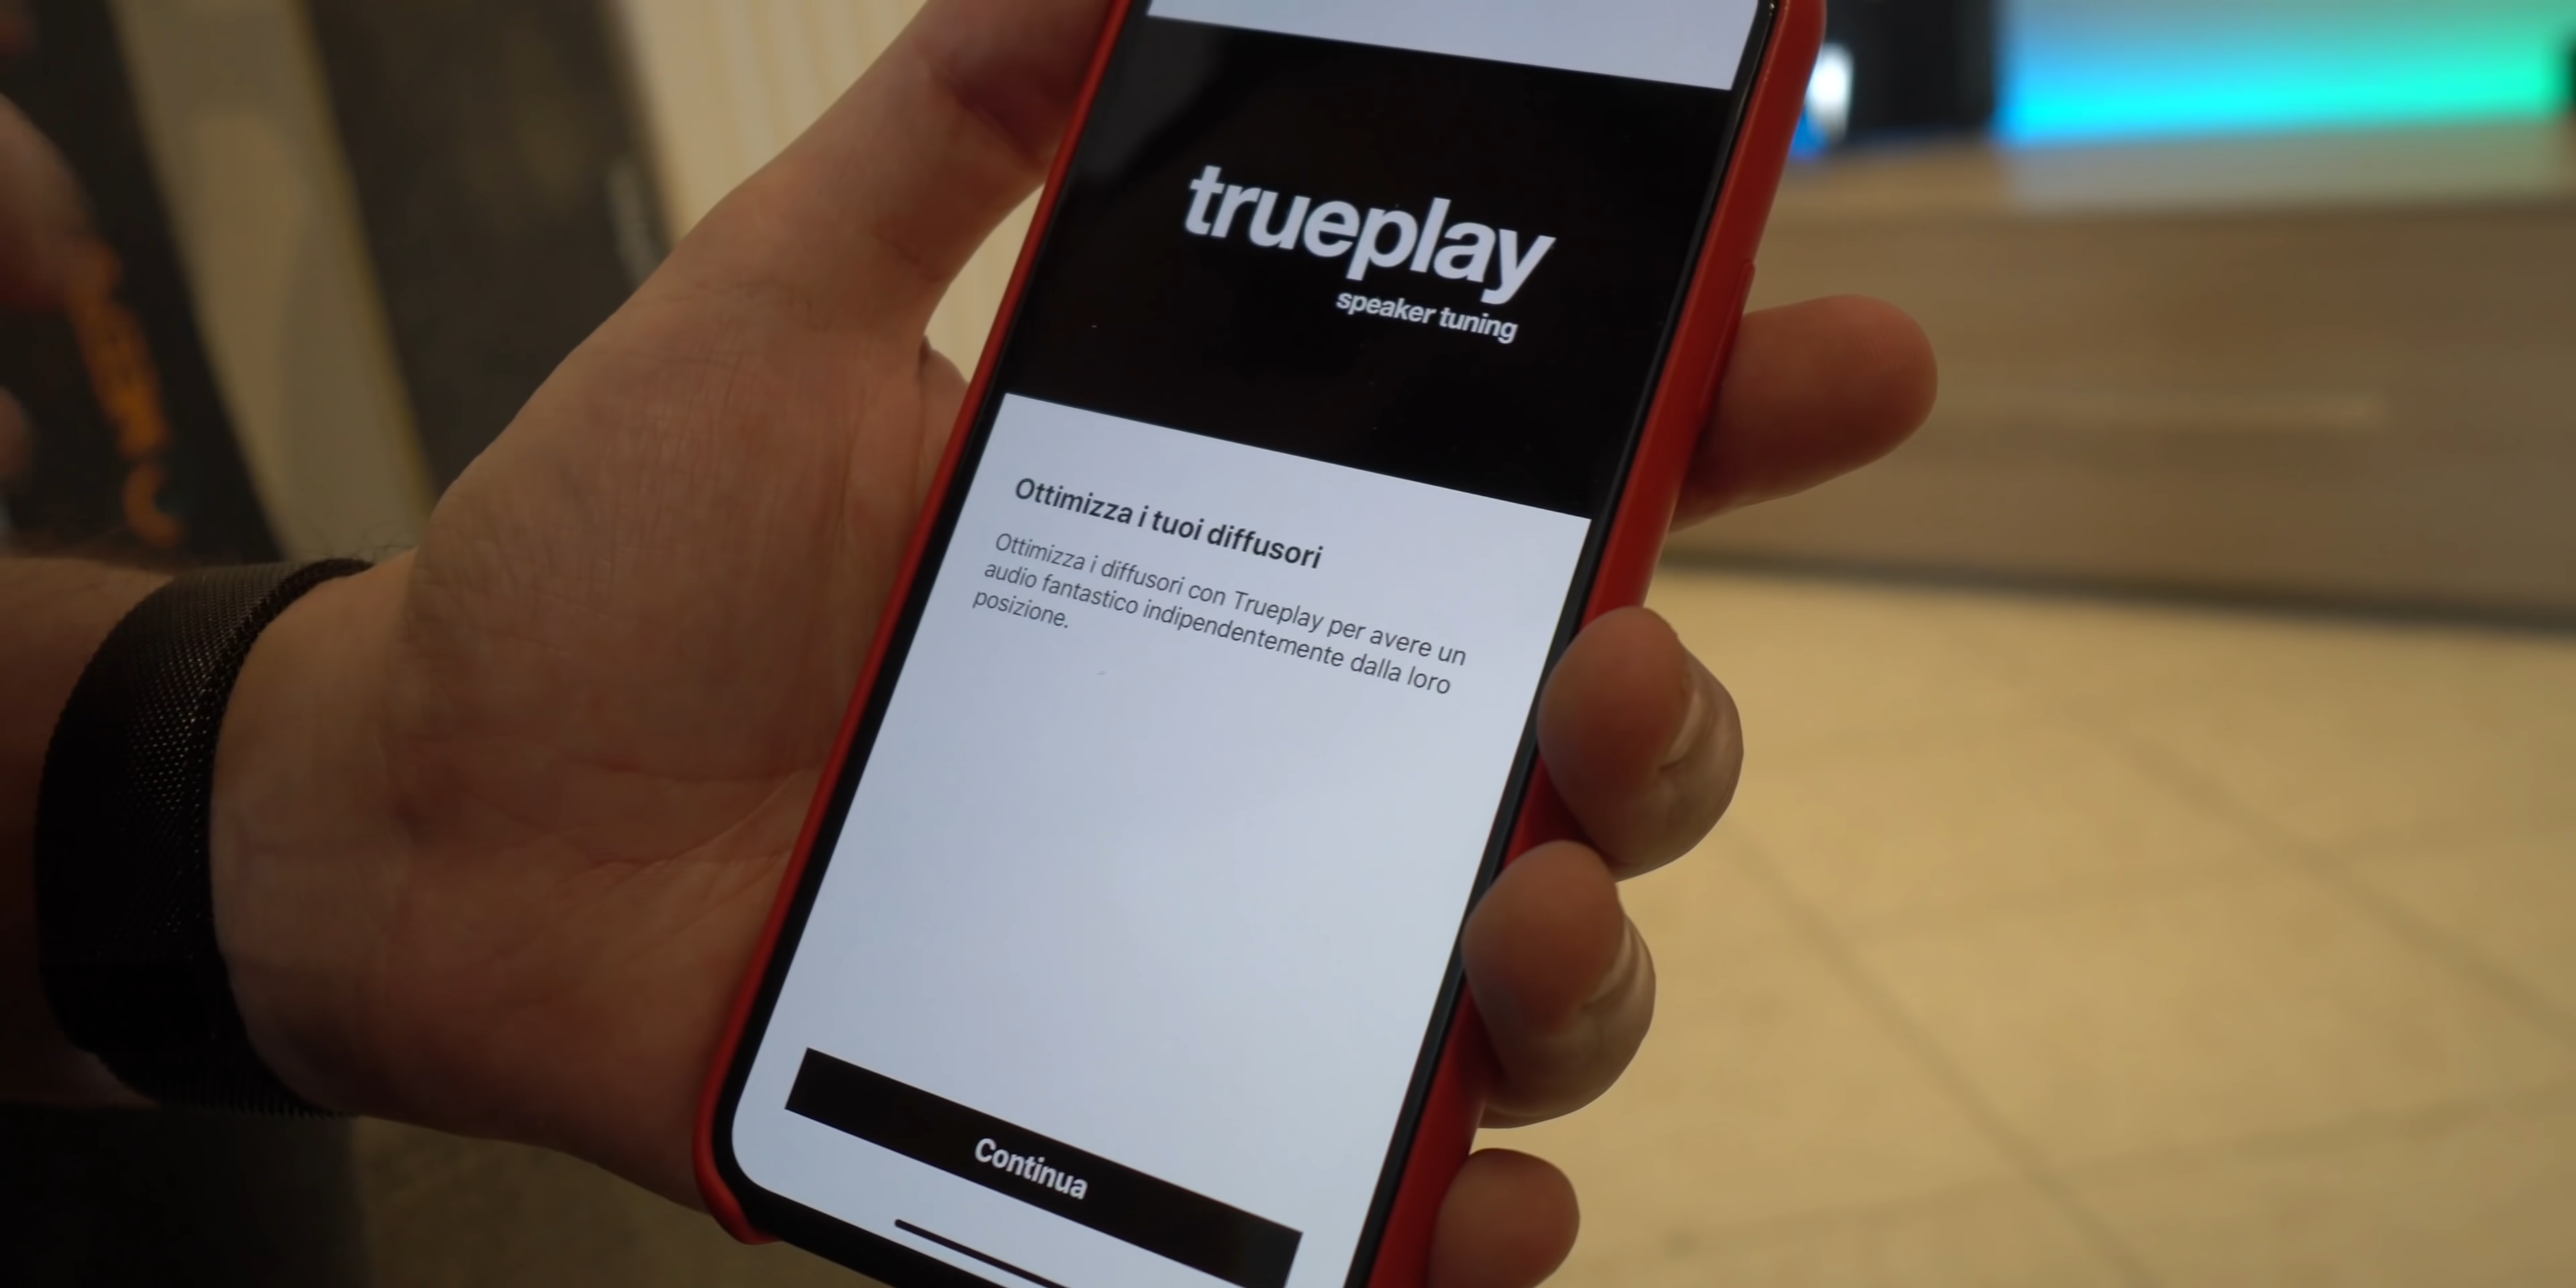 trueplay
speaker tuning
Ottimizza i tuoi diffusori
Ottimizza i diffusori con Trueplay per avere un
audio fantastico indipendentemente dalla loro
posizione.
Continua